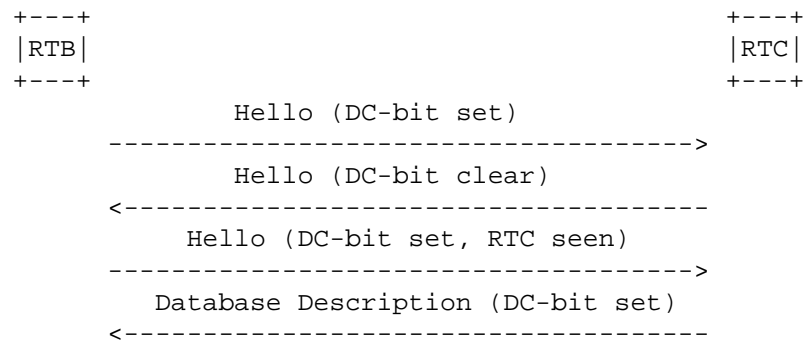 +---+ +---+
|RTB| |RTC|
+---+ +---+
Hello (DC-bit set)
------------------------------------->
Hello (DC-bit clear)
<-------------------------------------
Hello (DC-bit set, RTC seen)
------------------------------------->
Database Description (DC-bit set)
<-------------------------------------